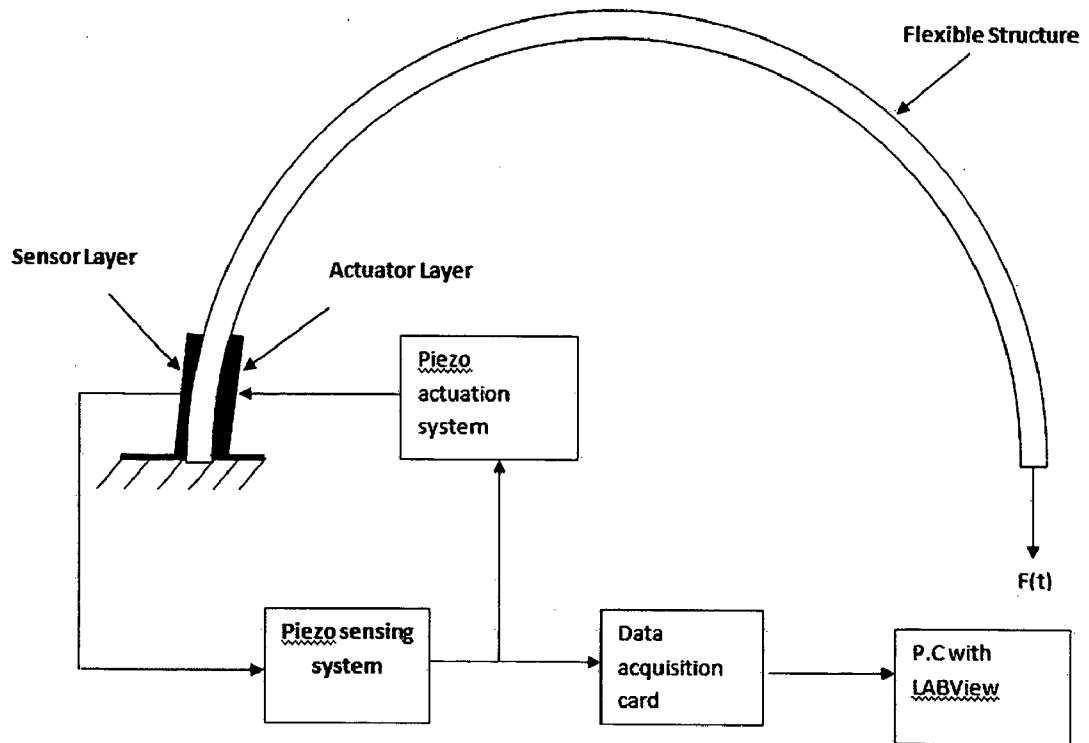 Flexible Structure
Sensor Layer
Actuator Layer
Piezo
actuation
system
F(t)
Piezo sensing
system
Data
acquisition
card
P.C with
LABView